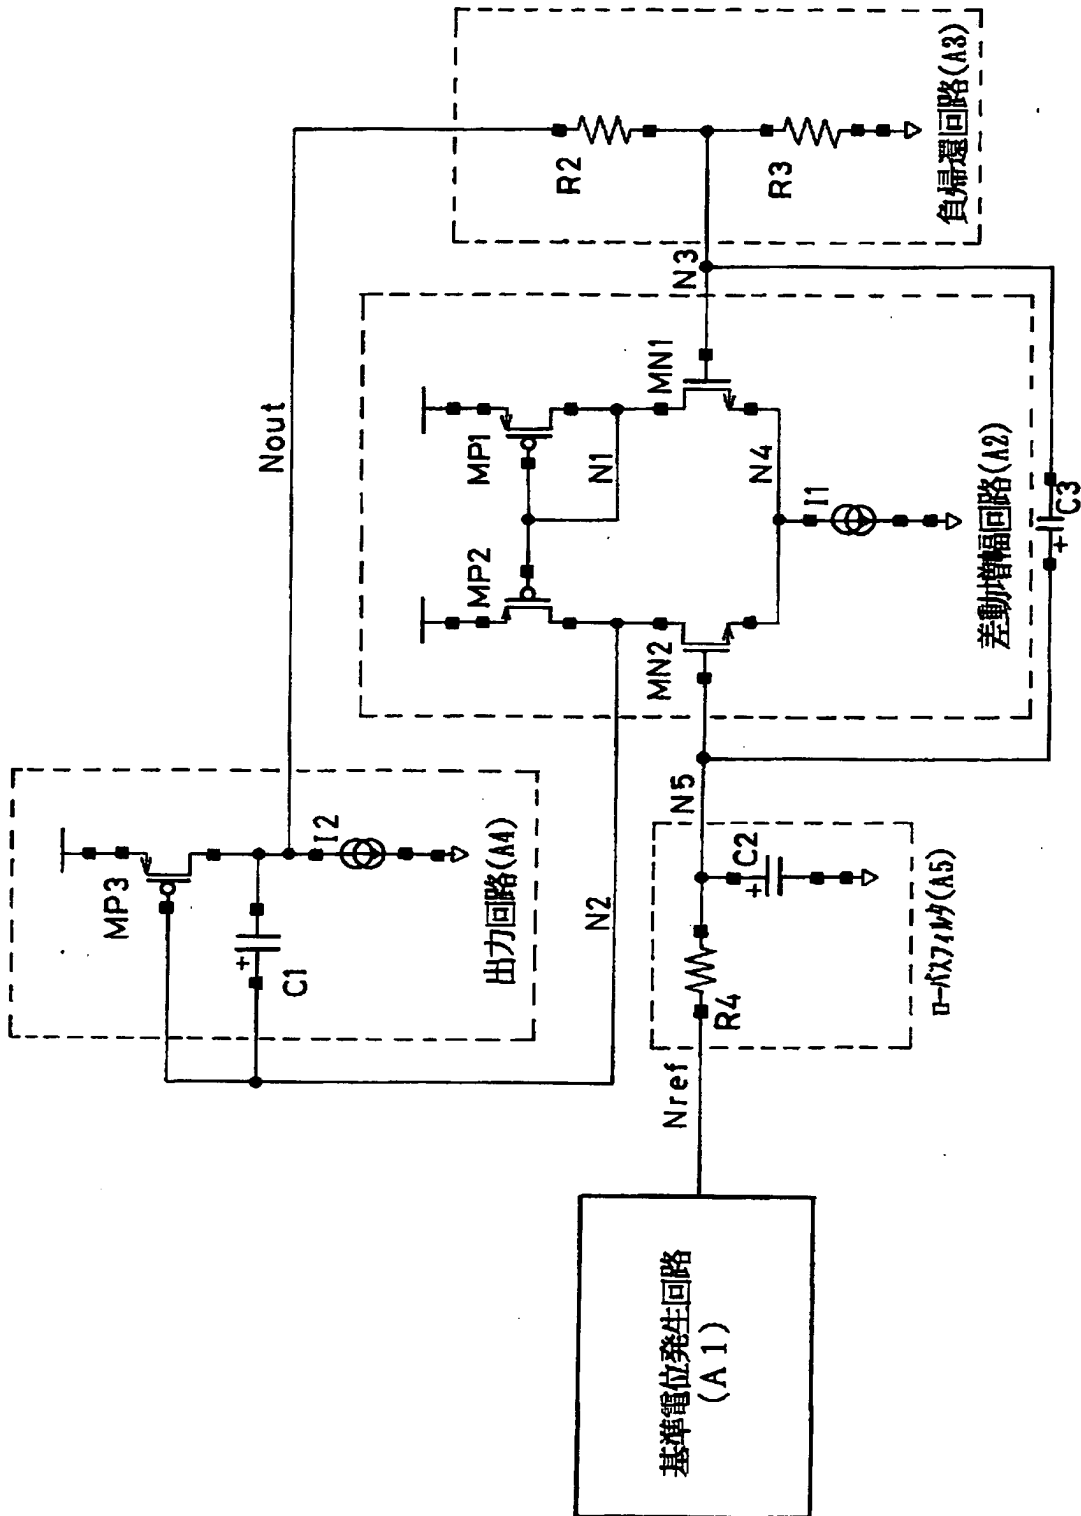 基準電位発生回路
(A1)
Nref
ローパスフィルタ(A5)
R4
C2
+
N5
出力回路(A4)
MP3
C1
+
I2
N2
Nout
差動増幅回路(A2)
MP2
MP1
N1
MN2
MN1
N4
I1
C3
+
N3
負帰還回路(A3)
R2
R3